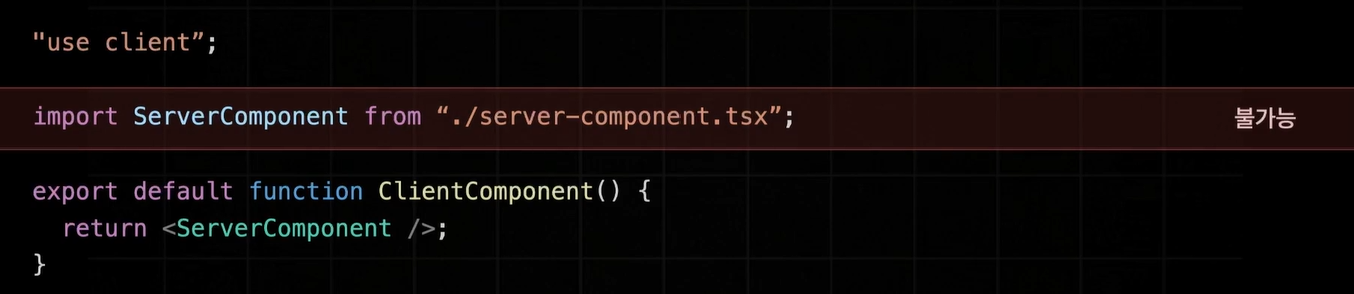 "use client”;
import ServerComponent from “./server-component.tsx”; 불가능
export default function ClientComponent() {
  return <ServerComponent />;
}